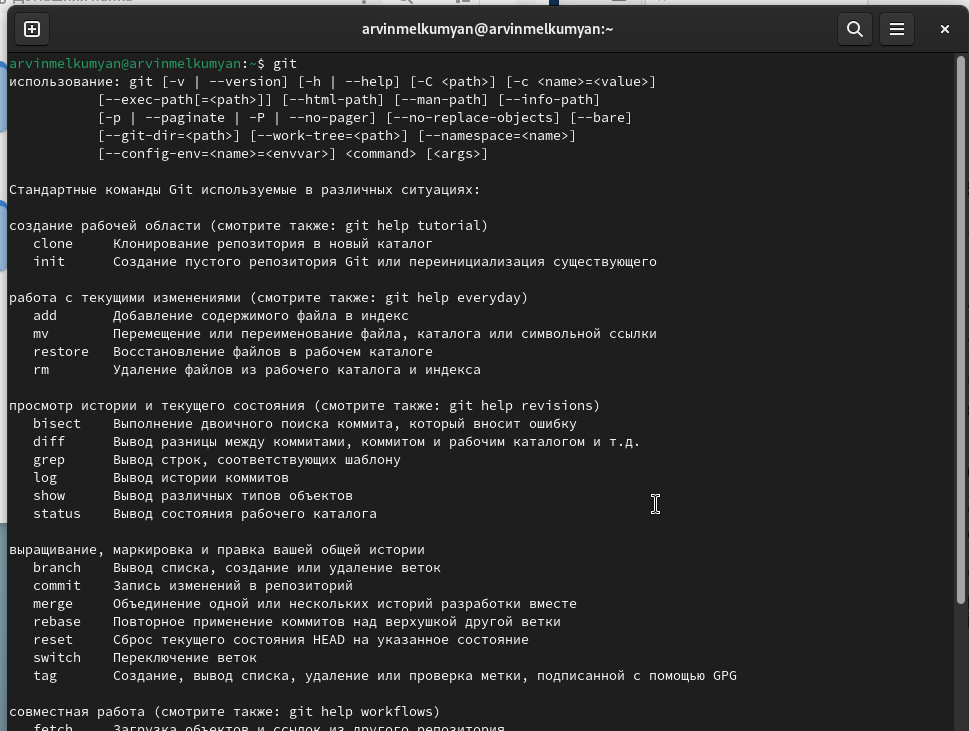 arvinmelkumyan@arvinmelkumyan:~
arvinmelkumyan@arvinmelkumyan:~$ git
использование: git [-v | --version] [-h | --help] [-C <path>] [-c <name>=<value>]
           [--exec-path[=<path>]] [--html-path] [--man-path] [--info-path]
           [-p | --paginate | -P | --no-pager] [--no-replace-objects] [--bare]
           [--git-dir=<path>] [--work-tree=<path>] [--namespace=<name>]
           [--config-env=<name>=<envvar>] <command> [<args>]
Стандартные команды Git используемые в различных ситуациях:
создание рабочей области (смотрите также: git help tutorial)
   clone     Клонирование репозитория в новый каталог
   init      Создание пустого репозитория Git или переинициализация существующего
работа с текущими изменениями (смотрите также: git help everyday)
   add       Добавление содержимого файла в индекс
   mv        Перемещение или переименование файла, каталога или символьной ссылки
   restore   Восстановление файлов в рабочем каталоге
   rm        Удаление файлов из рабочего каталога и индекса
просмотр истории и текущего состояния (смотрите также: git help revisions)
   bisect    Выполнение двоичного поиска коммита, который вносит ошибку
   diff      Вывод разницы между коммитами, коммитом и рабочим каталогом и т.д.
   grep      Вывод строк, соответствующих шаблону
   log       Вывод истории коммитов
   show      Вывод различных типов объектов
   status    Вывод состояния рабочего каталога
выращивание, маркировка и правка вашей общей истории
   branch    Вывод списка, создание или удаление веток
   commit    Запись изменений в репозиторий
   merge     Объединение одной или нескольких историй разработки вместе
   rebase    Повторное применение коммитов над верхушкой другой ветки
   reset     Сброс текущего состояния HEAD на указанное состояние
   switch    Переключение веток
   tag       Создание, вывод списка, удаление или проверка метки, подписанной с помощью GPG
совместная работа (смотрите также: git help workflows)
   fetch     Загрузка объектов и ссылок из другого репозитория